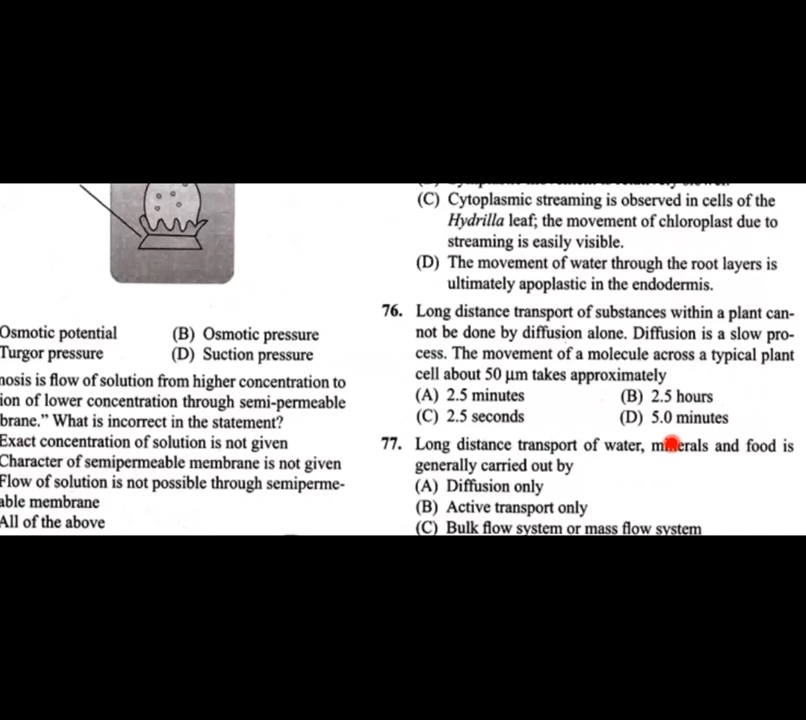 Osmotic potential (B) Osmotic pressure
Turgor pressure (D) Suction pressure
nosis is flow of solution from higher concentration to
ion of lower concentration through semi-permeable
brane.” What is incorrect in the statement?
Exact concentration of solution is not given
Character of semipermeable membrane is not given
Flow of solution is not possible through semiperme-
able membrane
All of the above
(C) Cytoplasmic streaming is observed in cells of the
Hydrilla leaf; the movement of chloroplast due to
streaming is easily visible.
(D) The movement of water through the root layers is
ultimately apoplastic in the endodermis.
76. Long distance transport of substances within a plant can-
not be done by diffusion alone. Diffusion is a slow pro-
cess. The movement of a molecule across a typical plant
cell about 50 μm takes approximately
(A) 2.5 minutes (B) 2.5 hours
(C) 2.5 seconds (D) 5.0 minutes
77. Long distance transport of water, minerals and food is
generally carried out by
(A) Diffusion only
(B) Active transport only
(C) Bulk flow system or mass flow system